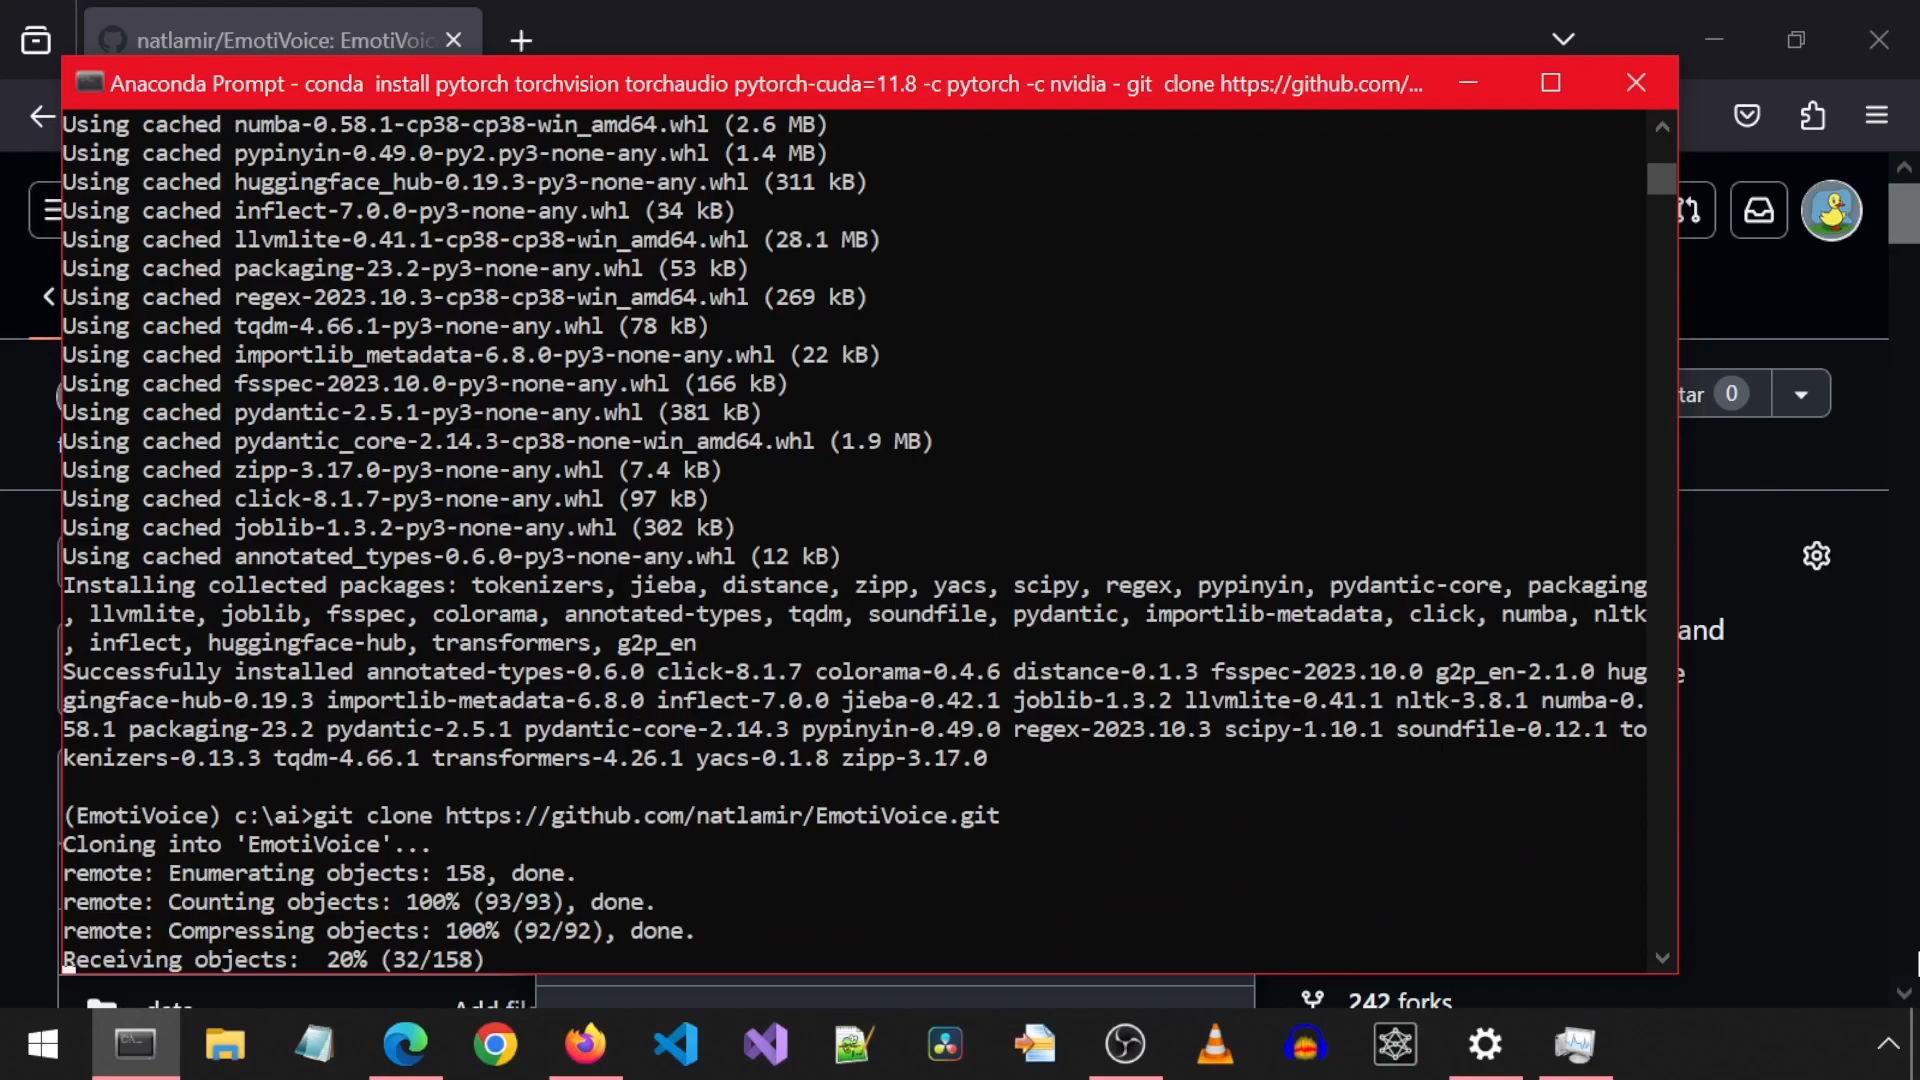 natlamir/EmotiVoice: EmotiVoic
Anaconda Prompt - conda  install pytorch torchvision torchaudio pytorch-cuda=11.8 -c pytorch -c nvidia - git  clone https://github.com/...
Using cached numba-0.58.1-cp38-cp38-win_amd64.whl (2.6 MB)
Using cached pypinyin-0.49.0-py2.py3-none-any.whl (1.4 MB)
Using cached huggingface_hub-0.19.3-py3-none-any.whl (311 kB)
Using cached inflect-7.0.0-py3-none-any.whl (34 kB)
Using cached llvmlite-0.41.1-cp38-cp38-win_amd64.whl (28.1 MB)
Using cached packaging-23.2-py3-none-any.whl (53 kB)
Using cached regex-2023.10.3-cp38-cp38-win_amd64.whl (269 kB)
Using cached tqdm-4.66.1-py3-none-any.whl (78 kB)
Using cached importlib_metadata-6.8.0-py3-none-any.whl (22 kB)
Using cached fsspec-2023.10.0-py3-none-any.whl (166 kB)
tar 0
Using cached pydantic-2.5.1-py3-none-any.whl (381 kB)
Using cached pydantic_core-2.14.3-cp38-none-win_amd64.whl (1.9 MB)
Using cached zipp-3.17.0-py3-none-any.whl (7.4 kB)
Using cached click-8.1.7-py3-none-any.whl (97 kB)
Using cached joblib-1.3.2-py3-none-any.whl (302 kB)
Using cached annotated_types-0.6.0-py3-none-any.whl (12 kB)
Installing collected packages: tokenizers, jieba, distance, zipp, yacs, scipy, regex, pypinyin, pydantic-core, packaging
, llvmlite, joblib, fsspec, colorama, annotated-types, tqdm, soundfile, pydantic, importlib-metadata, click, numba, nltk
and
, inflect, huggingface-hub, transformers, g2p_en
Successfully installed annotated-types-0.6.0 click-8.1.7 colorama-0.4.6 distance-0.1.3 fsspec-2023.10.0 g2p_en-2.1.0 hug
e
gingface-hub-0.19.3 importlib-metadata-6.8.0 inflect-7.0.0 jieba-0.42.1 joblib-1.3.2 llvmlite-0.41.1 nltk-3.8.1 numba-0.
58.1 packaging-23.2 pydantic-2.5.1 pydantic-core-2.14.3 pypinyin-0.49.0 regex-2023.10.3 scipy-1.10.1 soundfile-0.12.1 to
kenizers-0.13.3 tqdm-4.66.1 transformers-4.26.1 yacs-0.1.8 zipp-3.17.0
(EmotiVoice) c:\ai>git clone https://github.com/natlamir/EmotiVoice.git
Cloning into 'EmotiVoice'...
remote: Enumerating objects: 158, done.
remote: Counting objects: 100% (93/93), done.
remote: Compressing objects: 100% (92/92), done.
Receiving objects:  20% (32/158)
242 forks